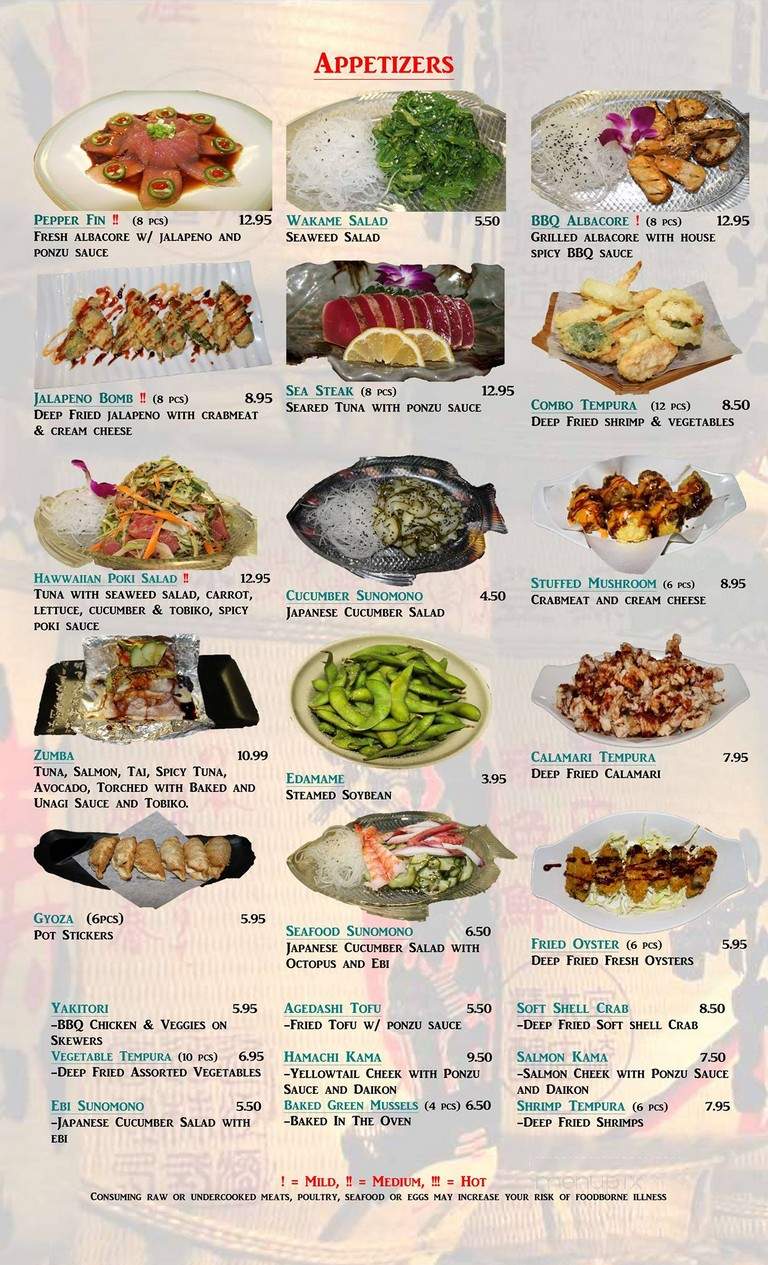 Appetizers
Pepper Fin !! (8 pcs) 12.95
Fresh albacore w/ jalapeno and
ponzu sauce
Wakame Salad 5.50
Seaweed Salad
BBQ Albacore ! (8 pcs) 12.95
Grilled albacore with house
spicy BBQ sauce
Jalapeno Bomb !! (8 pcs) 8.95
Deep Fried jalapeno with crabmeat
& cream cheese
Sea Steak (8 pcs) 12.95
Seared Tuna with ponzu sauce
Combo Tempura (12 pcs) 8.50
Deep Fried shrimp & vegetables
Hawwaiian Poki Salad !! 12.95
Tuna with seaweed salad, carrot,
lettuce, cucumber & tobiko, spicy
poki sauce
Cucumber Sunomono 4.50
Japanese Cucumber Salad
Stuffed Mushroom (6 pcs) 8.95
Crabmeat and cream cheese
Zumba 10.99
Tuna, Salmon, Tai, Spicy Tuna,
Avocado, Torched with Baked and
Unagi Sauce and Tobiko.
Edamame 3.95
Steamed Soybean
Calamari Tempura 7.95
Deep Fried Calamari
Gyoza (6pcs) 5.95
Pot Stickers
Seafood Sunomono 6.50
Japanese Cucumber Salad with
Octopus and Ebi
Fried Oyster (6 pcs) 5.95
Deep Fried Fresh Oysters
Yakitori 5.95
-BBQ Chicken & Veggies on
Skewers
Vegetable Tempura (10 pcs) 6.95
-Deep Fried Assorted Vegetables
Ebi Sunomono 5.50
-Japanese Cucumber Salad with
ebi
Agedashi Tofu 5.50
-Fried Tofu w/ ponzu sauce
Hamachi Kama 9.50
-Yellowtail Cheek with Ponzu
Sauce and Daikon
Baked Green Mussels (4 pcs) 6.50
-Baked In The Oven
Soft Shell Crab 8.50
-Deep Fried Soft shell Crab
Salmon Kama 7.50
-Salmon Cheek with Ponzu Sauce
and Daikon
Shrimp Tempura (6 pcs) 7.95
-Deep Fried Shrimps
! = Mild, !! = Medium, !!! = Hot
Consuming raw or undercooked meats, poultry, seafood or eggs may increase your risk of foodborne illness